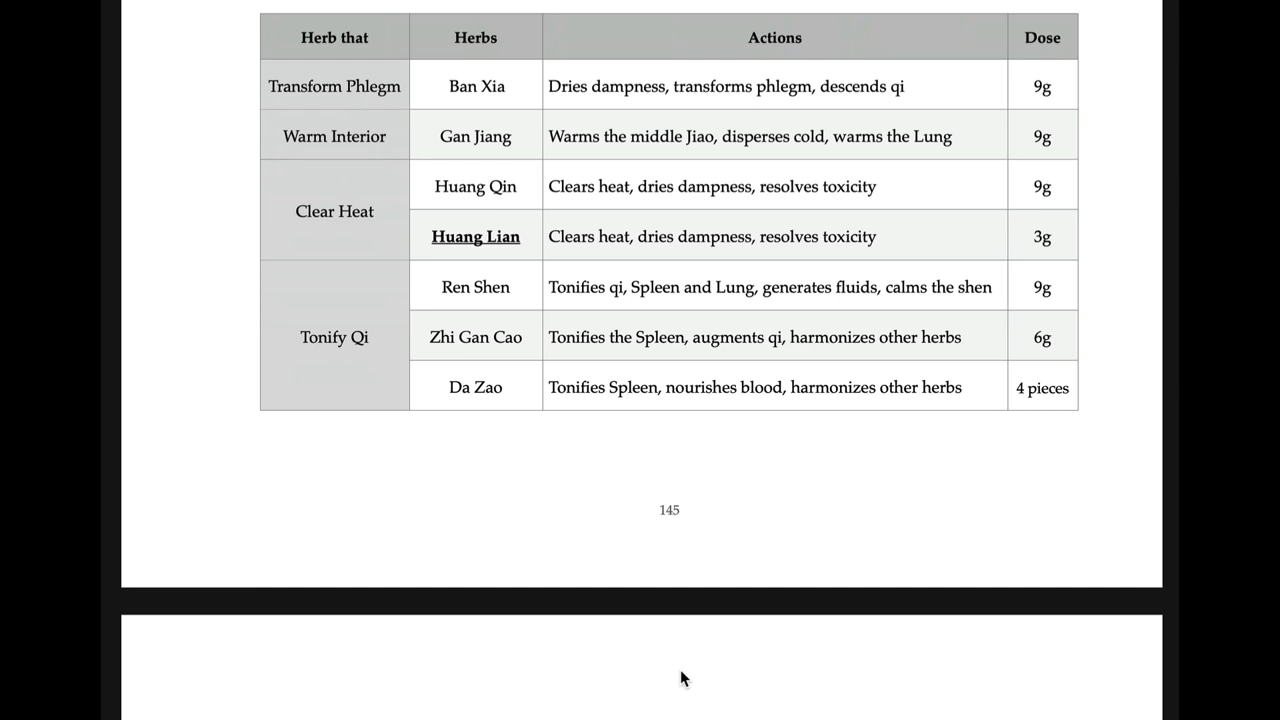 Herb that Herbs Actions Dose
Transform Phlegm Ban Xia Dries dampness, transforms phlegm, descends qi 9g
Warm Interior Gan Jiang Warms the middle Jiao, disperses cold, warms the Lung 9g
Clear Heat Huang Qin Clears heat, dries dampness, resolves toxicity 9g
Huang Lian Clears heat, dries dampness, resolves toxicity 3g
Tonify Qi Ren Shen Tonifies qi, Spleen and Lung, generates fluids, calms the shen 9g
Zhi Gan Cao Tonifies the Spleen, augments qi, harmonizes other herbs 6g
Da Zao Tonifies Spleen, nourishes blood, harmonizes other herbs 4 pieces
145